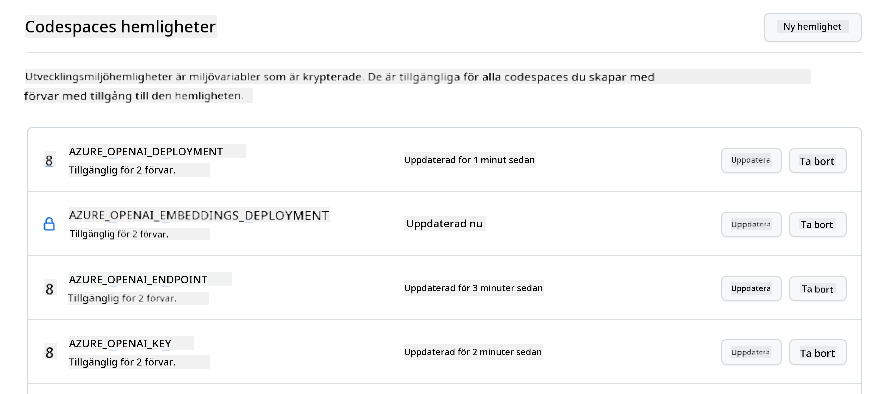 Codespaces hemligheter
Ny hemlighet
Utvecklingsmiljöhemligheter är miljövariabler som är krypterade. De är tillgängliga för alla codespaces du skapar med
förvar med tillgång till den hemligheten.
8
AZURE_OPENAI_DEPLOYMENT
Tillgänglig för 2 förvar.
Uppdaterad för 1 minut sedan
Uppdatera
Ta bort
AZURE_OPENAI_EMBEDDINGS_DEPLOYMENT
Tillgänglig för 2 förvar.
Uppdaterad nu
Uppdatera
Ta bort
8
AZURE_OPENAI_ENDPOINT
Tillgänglig för 2 förvar.
Uppdaterad för 3 minuter sedan
Uppdatera
Ta bort
8
AZURE_OPENAI_KEY
Tillgänglig för 2 förvar.
Uppdaterad för 2 minuter sedan
Uppdatera
Ta bort